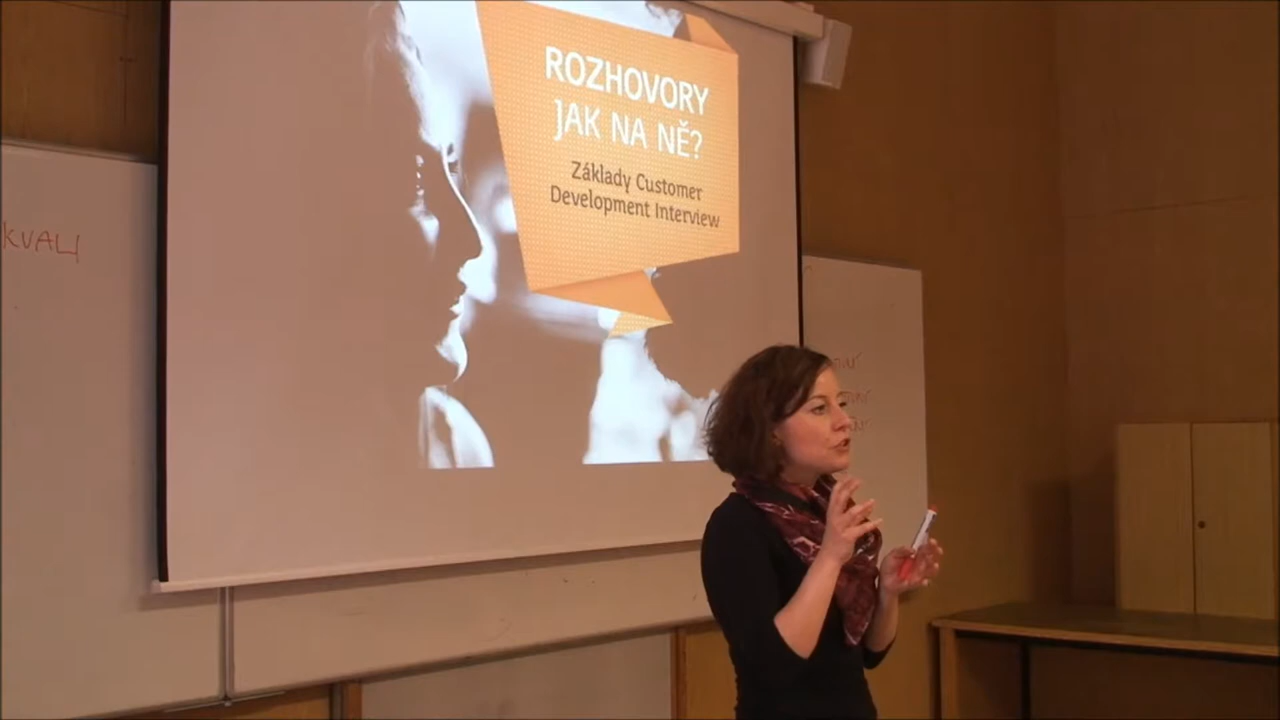 ROZHOVORY
JAK NA NĚ?
Základy Customer
Development Interview
KVALI